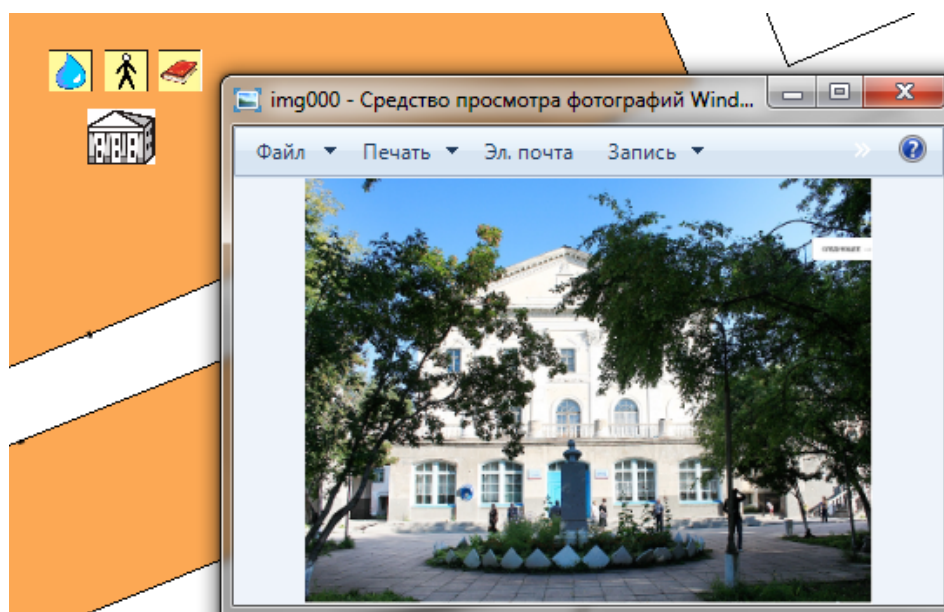 img000 - Средство просмотра фотографий Wind...
Файл Печать Эл. почта Запись »